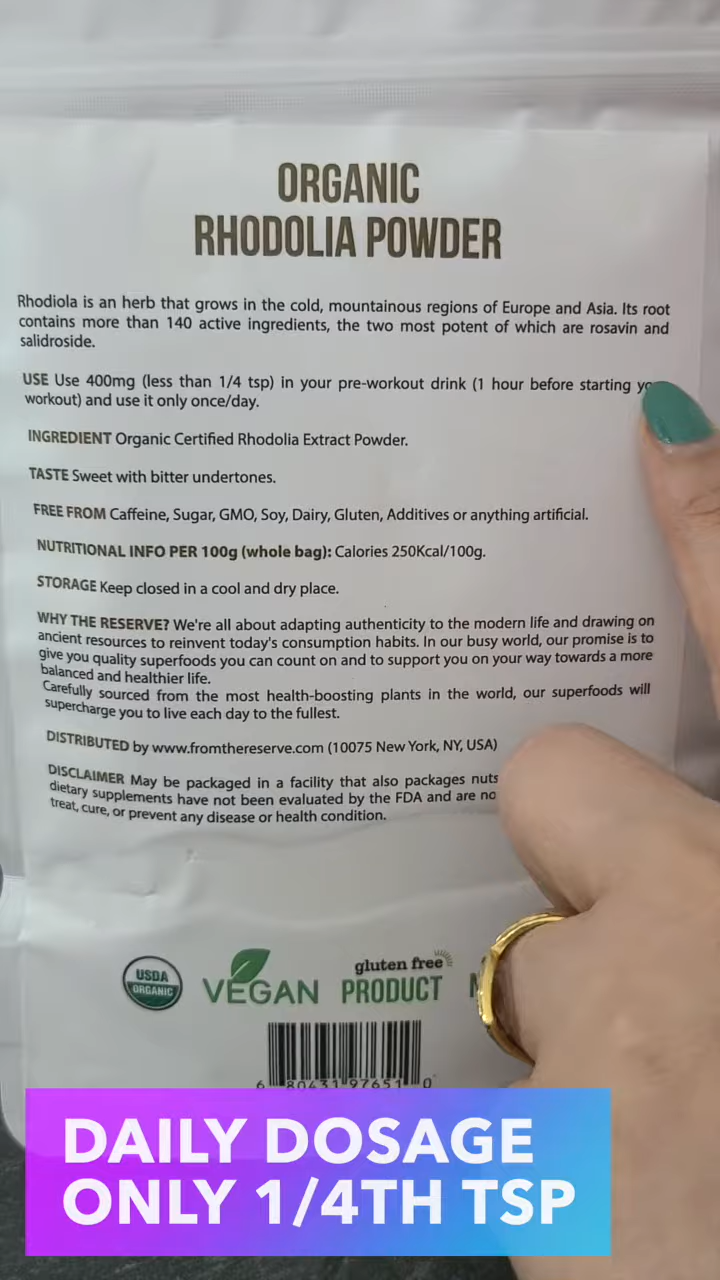 ORGANIC
RHODOLIA POWDER
Rhodiola is an herb that grows in the cold, mountainous regions of Europe and Asia. Its root
contains more than 140 active ingredients, the two most potent of which are rosavin and
salidroside.
USE Use 400mg (less than 1/4 tsp) in your pre-workout drink (1 hour before starting
workout) and use it only once/day.
INGREDIENT Organic Certified Rhodolia Extract Powder.
TASTE Sweet with bitter undertones.
FREE FROM Caffeine, Sugar, GMO, Soy, Dairy, Gluten, Additives or anything artificial.
NUTRITIONAL INFO PER 100g (whole bag): Calories 250Kcal/100g.
STORAGE Keep closed in a cool and dry place.
WHY THE RESERVE? We're all about adapting authenticity to the modern life and drawing on
ancient resources to reinvent today's consumption habits. In our busy world, our promise is to
give you quality superfoods you can count on and to support you on your way towards a more
balanced and healthier life.
Carefully sourced from the most health-boosting plants in the world, our superfoods will
supercharge you to live each day to the fullest.
DISTRIBUTED by www.fromthereserve.com (10075 New York, NY, USA)
DISCLAIMER May be packaged in a facility that also packages nuts
dietary supplements have not been evaluated by the FDA and are
treat, cure, or prevent any disease or health condition.
USDA
ORGANIC
VEGAN
gluten free
PRODUCT
6 80431 97651 0
DAILY DOSAGE
ONLY 1/4TH TSP